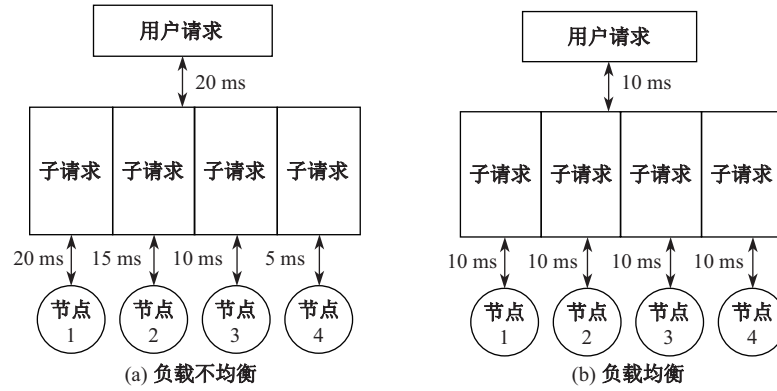 用户请求
20 ms
子请求 子请求 子请求 子请求
20 ms 15 ms 10 ms 5 ms
节点 1
节点 2
节点 3
节点 4
(a) 负载不均衡
用户请求
10 ms
子请求 子请求 子请求 子请求
10 ms 10 ms 10 ms 10 ms
节点 1
节点 2
节点 3
节点 4
(b) 负载均衡